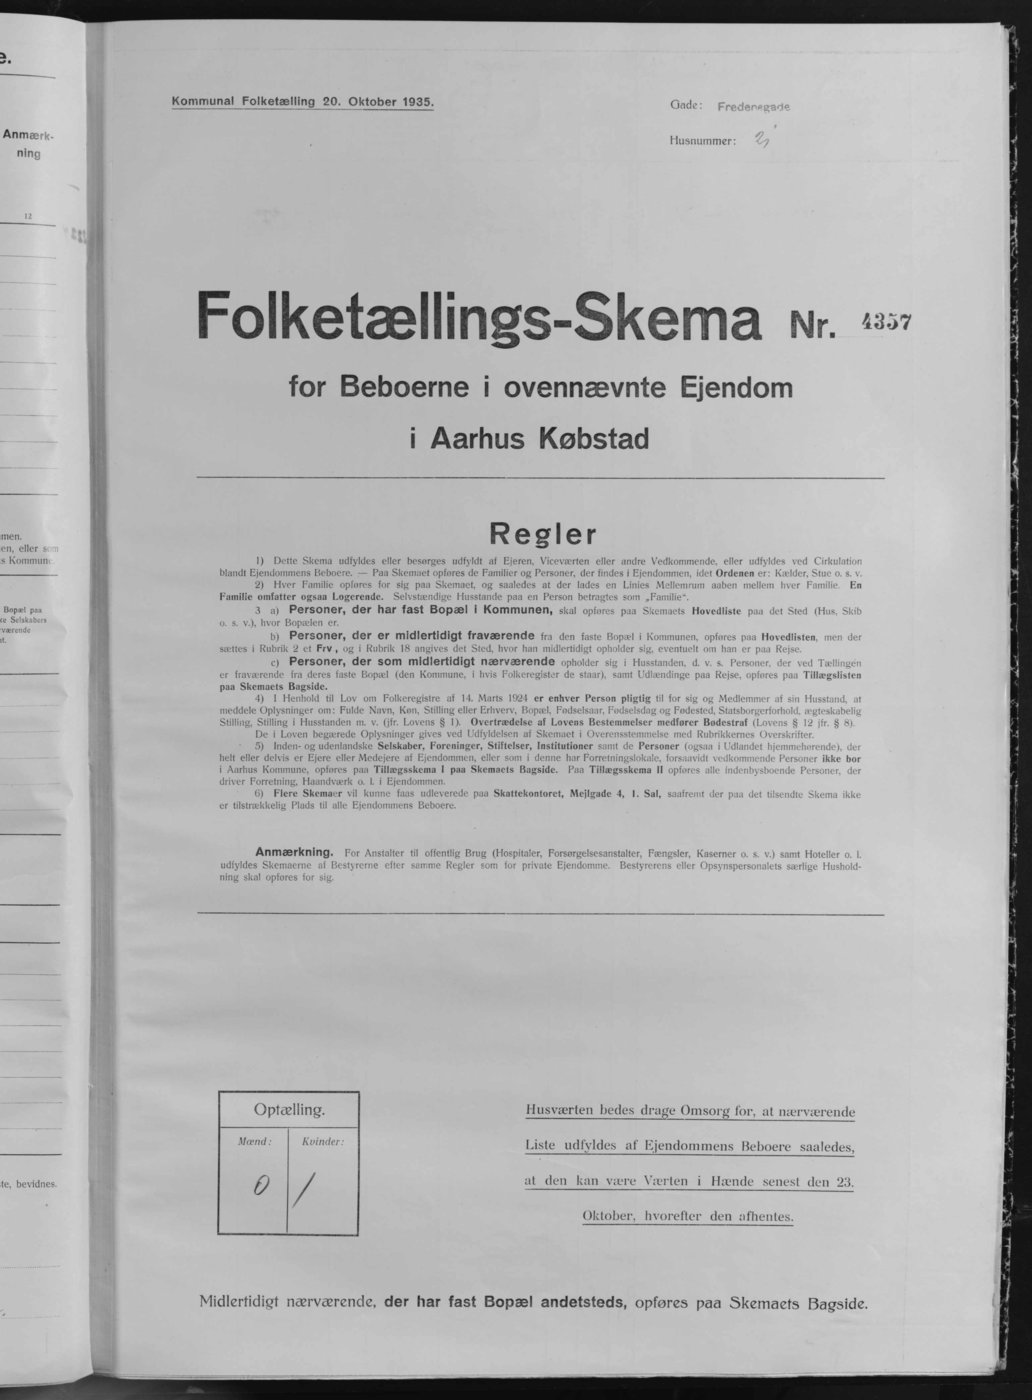 e.
Anmærk-
ning
12
men.
en, eller som
s Kommune.
Bopæl paa
ke Selskabers
rværende
te, bevidnes.
Kommunal Folketælling 20. Oktober 1935.
Gade: Fredensgade
Husnummer:
Folketællings-Skema Nr. 4357
for Beboerne i ovennævnte Ejendom
i Aarhus Købstad
Regler
1) Dette Skema udfyldes eller besørges udfyldt af Ejeren, Viceværten eller andre Vedkommende, eller udfyldes ved Cirkulation
blandt Ejendommens Beboere. — Paa Skemaet opføres de Familier og Personer, der findes i Ejendommen, idet Ordenen er: Kælder, Stue o. s. v.
2) Hver Familie opføres for sig paa Skemaet, og saaledes at der lades en Linies Mellemrum aaben mellem hver Familie. En
Familie omfatter ogsaa Logerende. Selvstændige Husstande paa en Person betragtes som „Familie“.
3 a) Personer, der har fast Bopæl i Kommunen, skal opføres paa Skemaets Hovedliste paa det Sted (Hus, Skib
o. s. v.), hvor Bopælen er.
b) Personer, der er midlertidigt fraværende fra den faste Bopæl i Kommunen, opføres paa Hovedlisten, men der
sættes i Rubrik 2 et Frv., og i Rubrik 18 angives det Sted, hvor han midlertidigt opholder sig, eventuelt om han er paa Rejse.
c) Personer, der som midlertidigt nærværende opholder sig i Husstanden, d. v. s. Personer, der ved Tællingen
er fraværende fra deres faste Bopæl (den Kommune, i hvis Folkeregister de staar), samt Udlændinge paa Rejse, opføres paa Tillægslisten
paa Skemaets Bagside.
4) I Henhold til Lov om Folkeregistre af 14. Marts 1924 er enhver Person pligtig til for sig og Medlemmer af sin Husstand, at
meddele Oplysninger om: Fulde Navn, Køn, Stilling eller Erhverv, Bopæl, Fødselsaar, Fødselsdag og Fødested, Statsborgerforhold, ægteskabelig
Stilling, Stilling i Husstanden m. v. (jfr. Lovens § 1). Overtrædelse af Lovens Bestemmelser medfører Bødestraf (Lovens § 12 jfr. § 8).
De i Loven begærede Oplysninger gives ved Udfyldelsen af Skemaet i Overensstemmelse med Rubrikkernes Overskrifter.
5) Inden- og udenlandske Selskaber, Foreninger, Stiftelser, Institutioner samt de Personer (ogsaa i Udlandet hjemmehørende), der
helt eller delvis er Ejere eller Medejere af Ejendommen, eller som i denne har Forretningslokale, forsaavidt vedkommende Personer ikke bor
i Aarhus Kommune, opføres paa Tillægsskema I paa Skemaets Bagside. Paa Tillægsskema II opføres alle indenbysboende Personer, der
driver Forretning, Haandværk o. l. i Ejendommen.
6) Flere Skemaer vil kunne faas udleverede paa Skattekontoret, Mejlgade 4, 1. Sal, saafremt der paa det tilsendte Skema ikke
er tilstrækkelig Plads til alle Ejendommens Beboere.
Anmærkning. For Anstalter til offentlig Brug (Hospitaler, Forsørgelsesanstalter, Fængsler, Kaserner o. s. v.) samt Hoteller o. l.
udfyldes Skemaerne af Bestyrerne efter samme Regler som for private Ejendomme. Bestyrerens eller Opsynspersonalets særlige Hushold-
ning skal opføres for sig.
Optælling.
Mænd: Kvinder:
0 1
Husværten bedes drage Omsorg for, at nærværende
Liste udfyldes af Ejendommens Beboere saaledes,
at den kan være Værten i Hænde senest den 23.
Oktober, hvorefter den afhentes.
Midlertidigt nærværende, der har fast Bopæl andetsteds, opføres paa Skemaets Bagside.